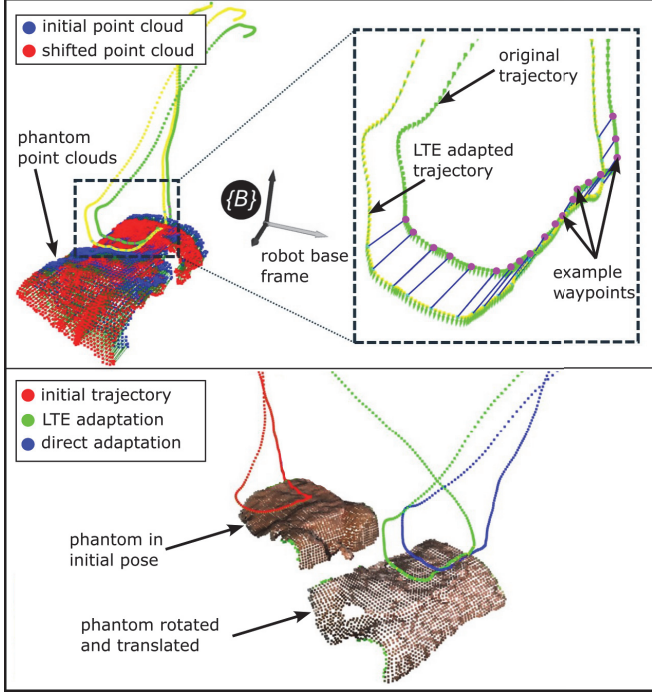 initial point cloud
shifted point cloud
phantom
point clouds
{B}
robot base
frame
original
trajectory
LTE adapted
trajectory
example
waypoints
initial trajectory
LTE adaptation
direct adaptation
phantom in
initial pose
phantom rotated
and translated